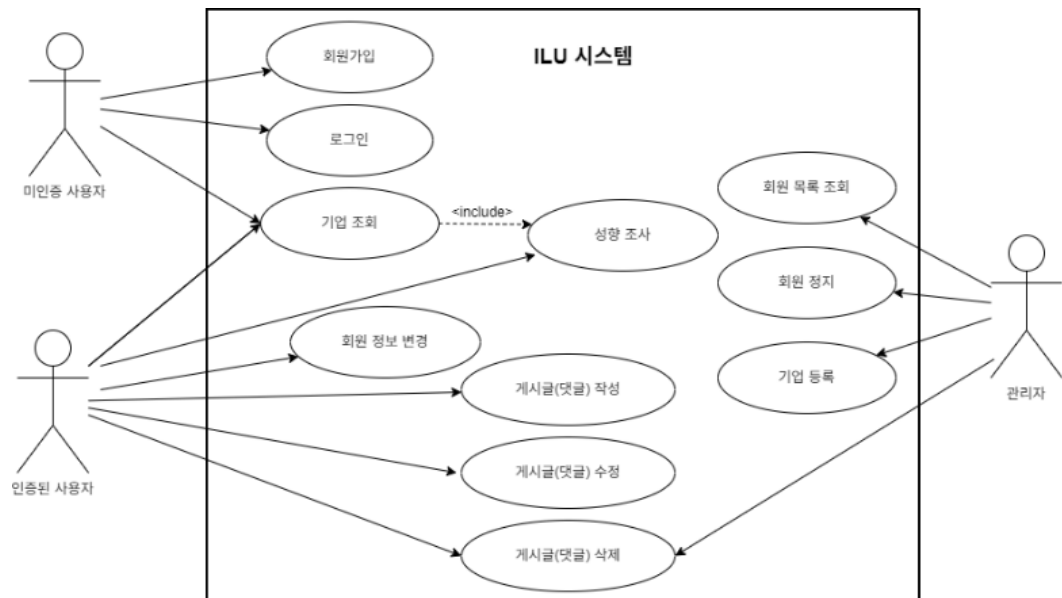 ILU 시스템
회원가입
로그인
미인증 사용자
회원 목록 조회
기업 조회
<include>
성향 조사
회원 정지
회원 정보 변경
기업 등록
게시글(댓글) 작성
관리자
게시글(댓글) 수정
인증된 사용자
게시글(댓글) 삭제